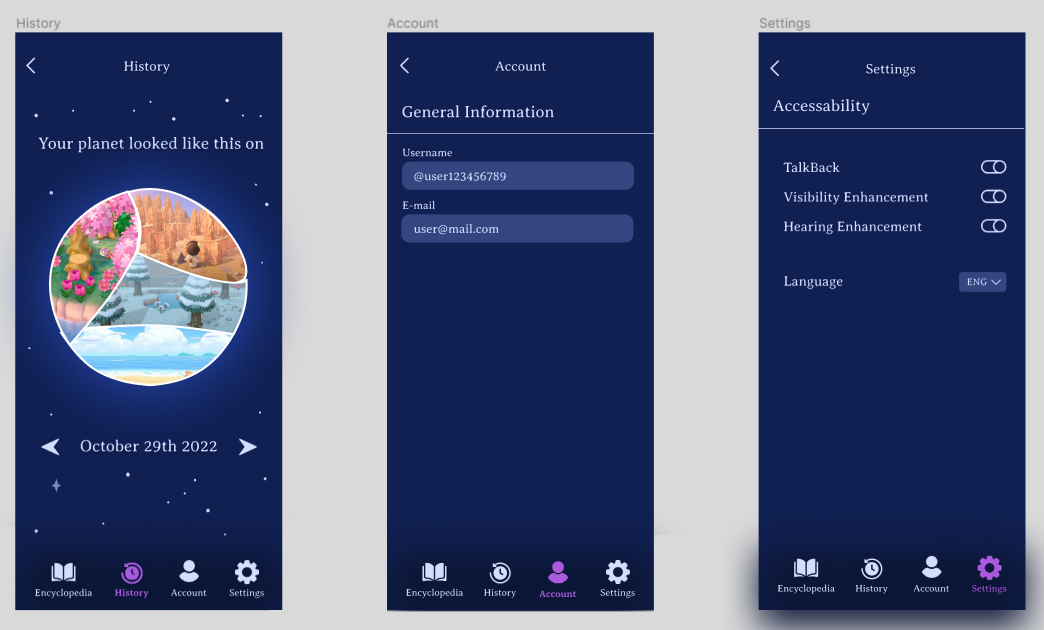 History
History
Your planet looked like this on
October 29th 2022
Encyclopedia
History
Account
Settings
Account
Account
General Information
Username
@user123456789
E-mail
user@mail.com
Encyclopedia
History
Account
Settings
Settings
Settings
Accessability
TalkBack
Visibility Enhancement
Hearing Enhancement
Language
ENG
Encyclopedia
History
Account
Settings